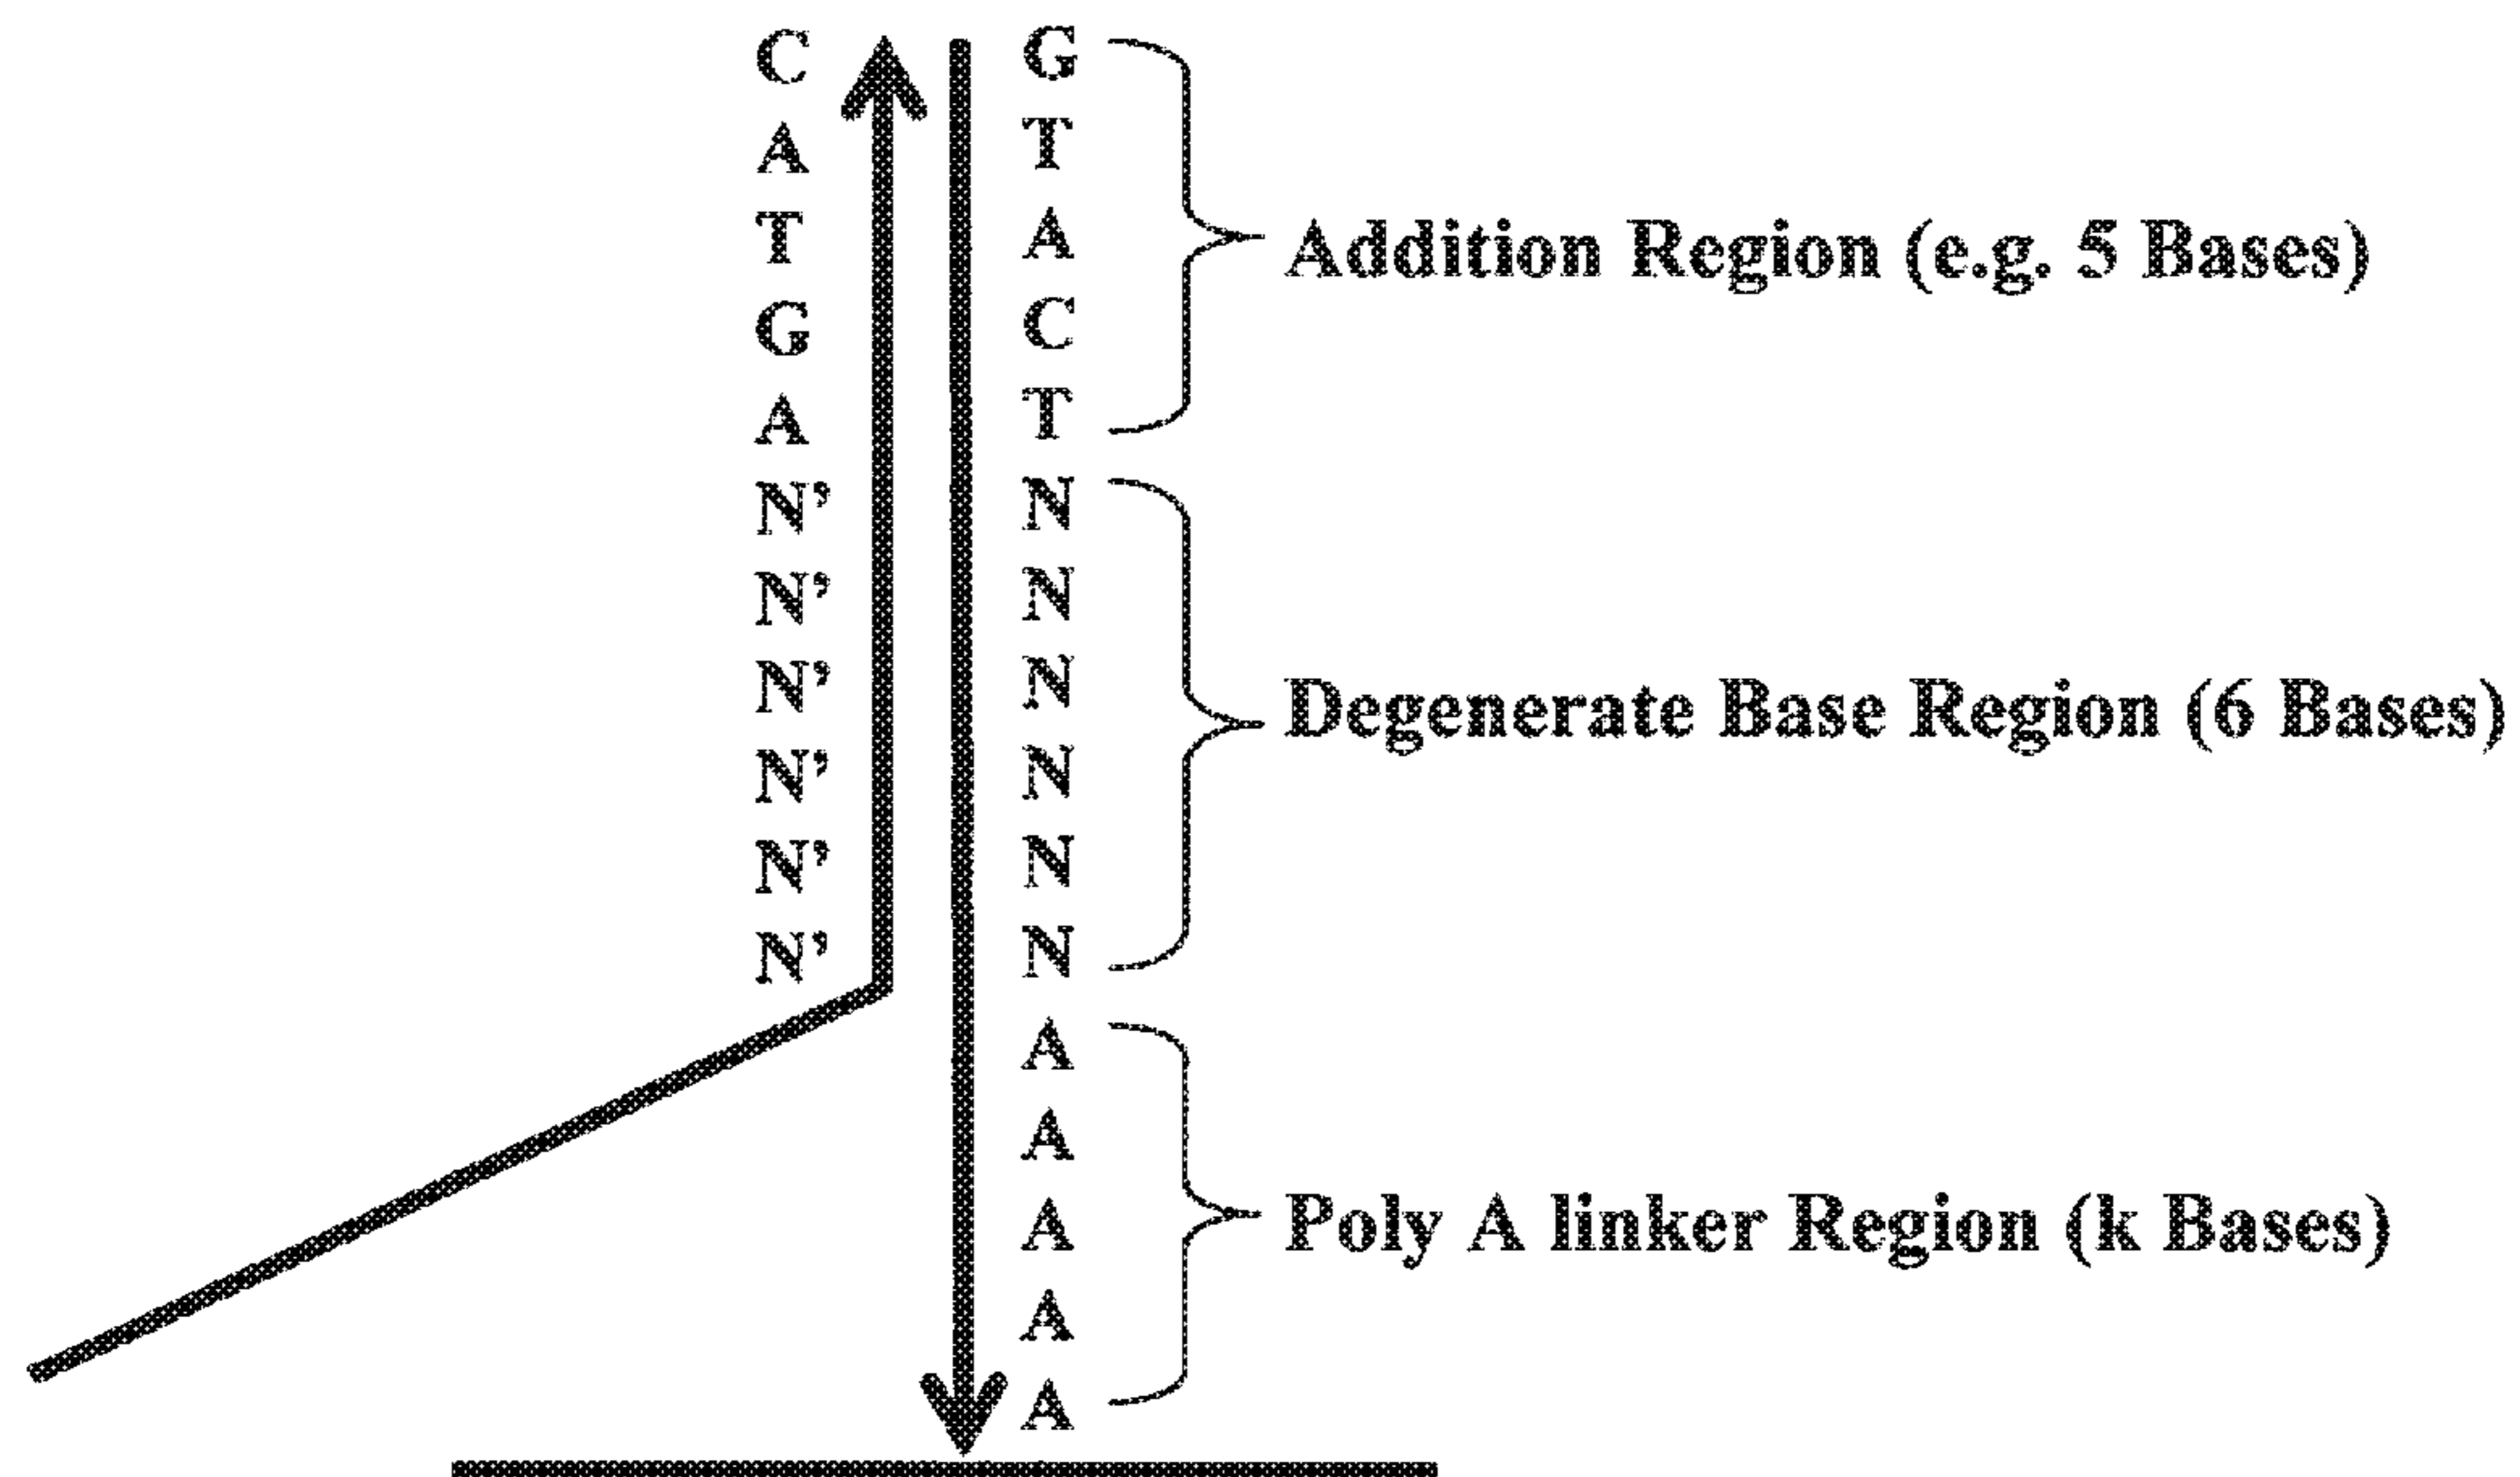 C G
A T
T A Addition Region (e.g. 5 Bases)
G C
A T
N' N
N' N
N' N Degenerate Base Region (6 Bases)
N' N
N' N
N' N
A
A
A Poly A linker Region (k Bases)
A
A